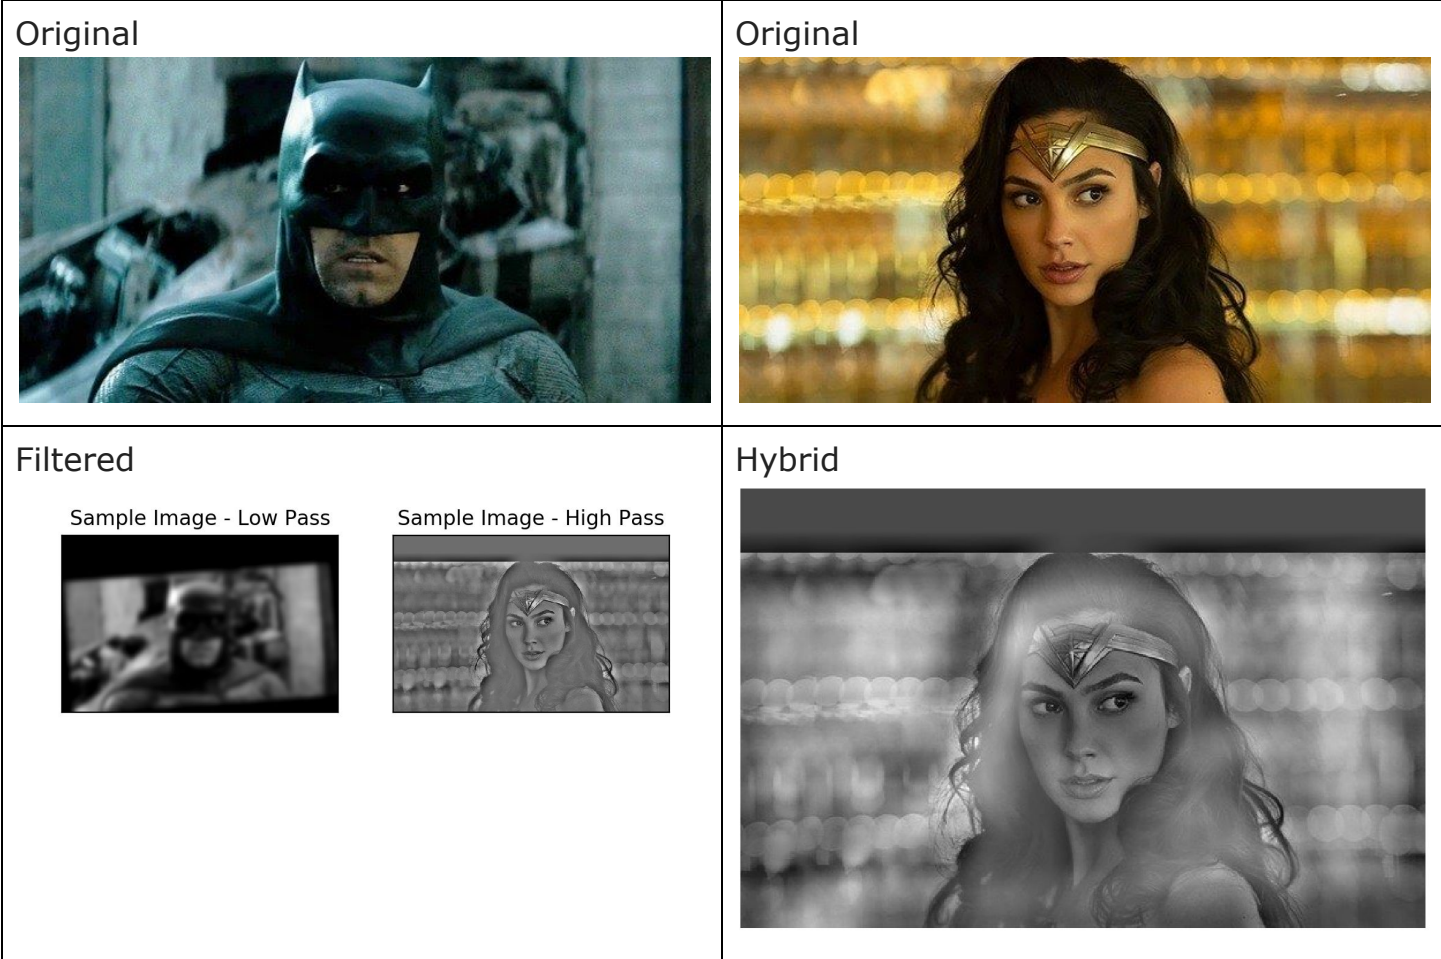 Original
Original
Filtered
Sample Image - Low Pass
Sample Image - High Pass
Hybrid